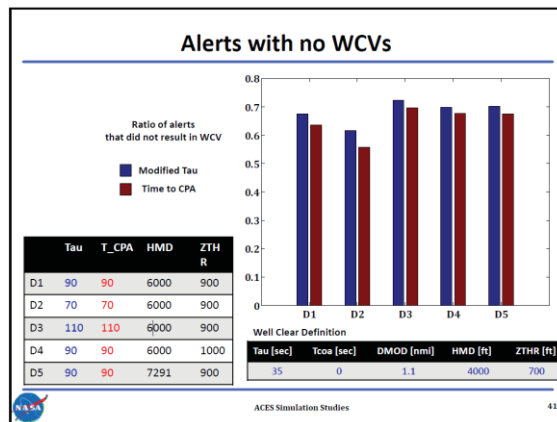 Alerts with no WCVs
Ratio of alerts
that did not result in WCV
Modified Tau
Time to CPA
0.8
0.7
0.6
0.5
0.4
0.3
0.2
0.1
0
D1 D2 D3 D4 D5
Tau T_CPA HMD ZTH
R
D1 90 90 6000 900
D2 70 70 6000 900
D3 110 110 6000 900
D4 90 90 6000 1000
D5 90 90 7291 900
Well Clear Definition
Tau [sec] Tcoa [sec] DMOD [nmi] HMD [ft] ZTHR [ft]
35 0 1.1 4000 700
NASA
ACES Simulation Studies
41